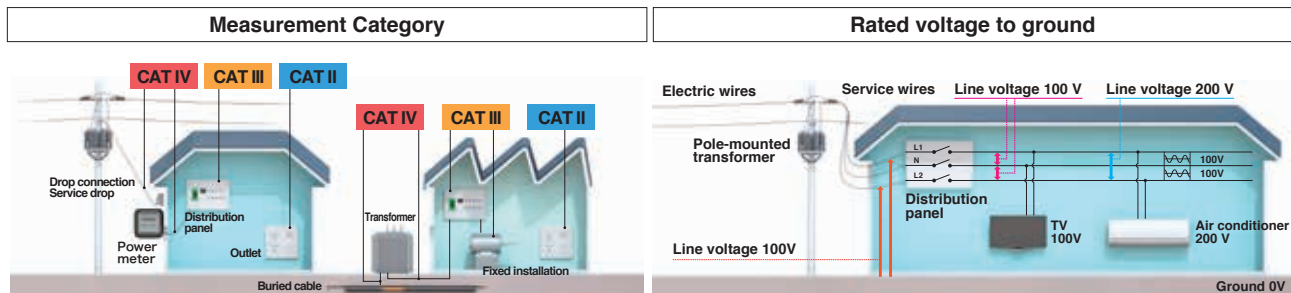 Measurement Category
CAT IV
CAT III
CAT II
CAT IV
CAT III
CAT II
Drop connection
Service drop
Power
meter
Distribution
panel
Outlet
Transformer
Fixed installation
Buried cable
Rated voltage to ground
Electric wires
Service wires
Line voltage 100 V
Line voltage 200 V
Pole-mounted
transformer
L1
N
L2
100V
100V
Distribution
panel
TV
100V
Air conditioner
200 V
Line voltage 100V
Ground 0V